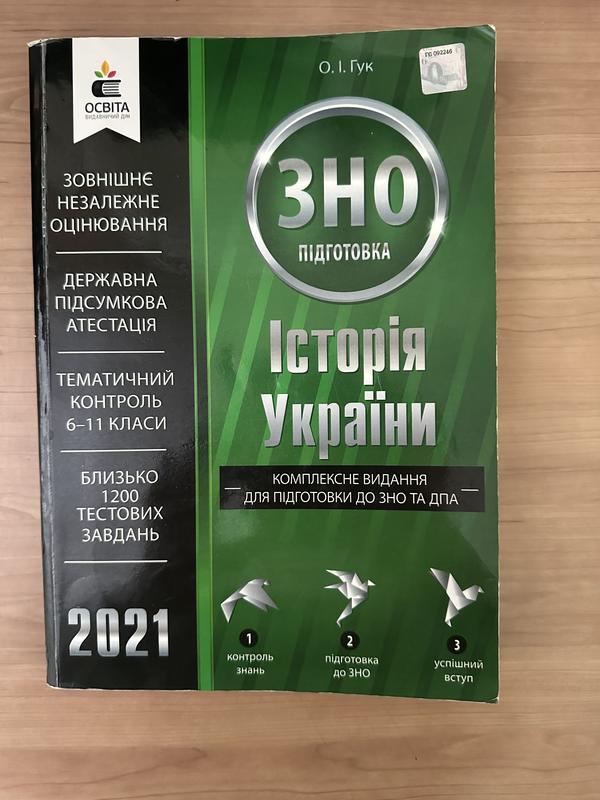 ОСВІТА
ВИДАВНИЧИЙ ДІМ
О. І. Гук
ПЄ 092246
ЗНО
ПІДГОТОВКА
ЗОВНІШНЄ
НЕЗАЛЕЖНЕ
ОЦІНЮВАННЯ
ДЕРЖАВНА
ПІДСУМКОВА
АТЕСТАЦІЯ
ТЕМАТИЧНИЙ
КОНТРОЛЬ
6–11 КЛАСИ
БЛИЗЬКО
1200
ТЕСТОВИХ
ЗАВДАНЬ
2021
Історія
України
КОМПЛЕКСНЕ ВИДАННЯ
ДЛЯ ПІДГОТОВКИ ДО ЗНО ТА ДПА
1
контроль
знань
2
підготовка
до ЗНО
3
успішний
вступ